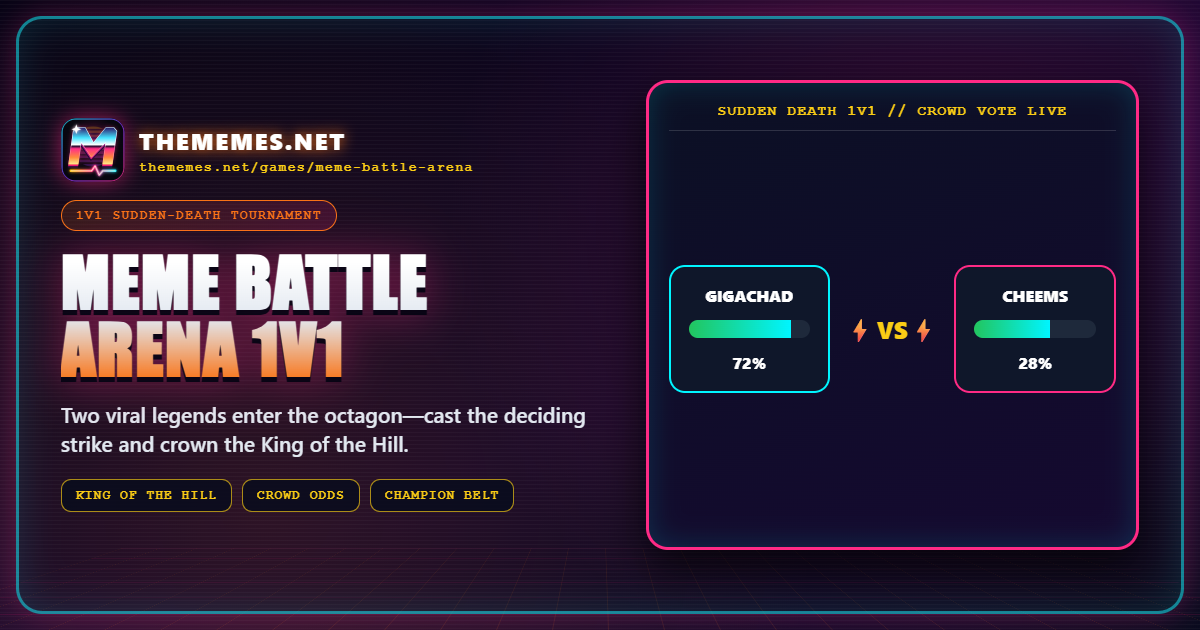 M
THEMEMES.NET
thememes.net/games/meme-battle-arena
1V1 SUDDEN-DEATH TOURNAMENT
MEME BATTLE
ARENA 1V1
Two viral legends enter the octagon—cast the deciding
strike and crown the King of the Hill.
KING OF THE HILL
CROWD ODDS
CHAMPION BELT
SUDDEN DEATH 1V1 // CROWD VOTE LIVE
GIGACHAD
72%
VS
CHEEMS
28%